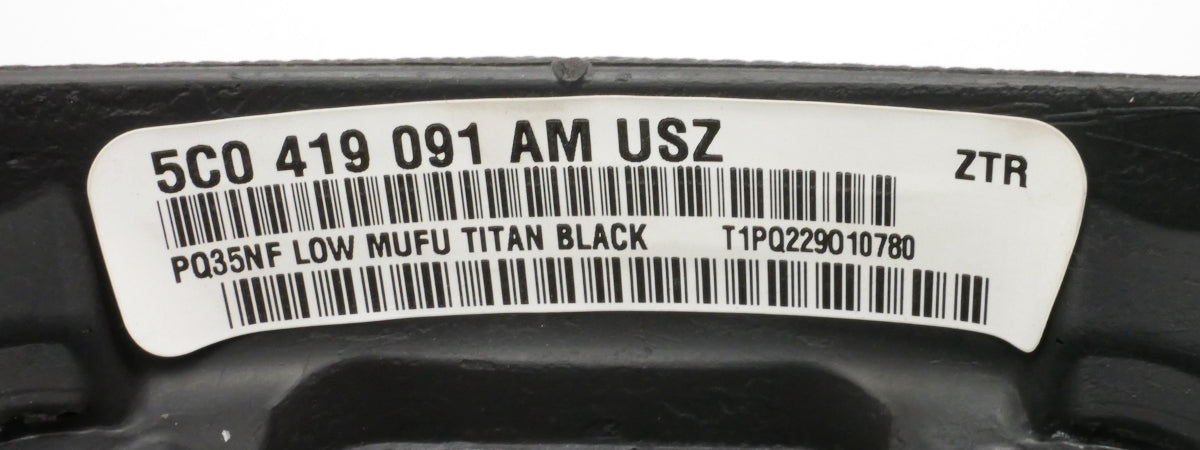 5C0 419 091 AM USZ
ZTR
PQ35NF LOW MUFU TITAN BLACK T1PQ229010780